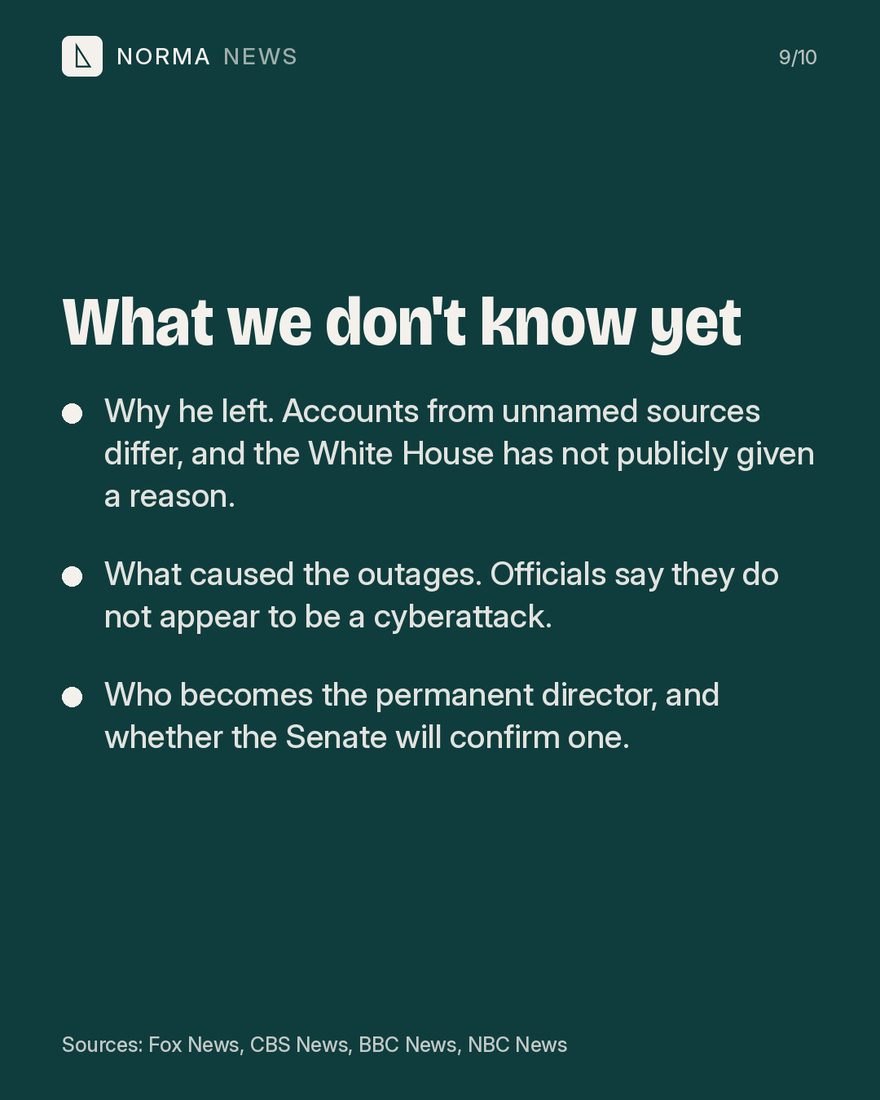 NORMA NEWS
9/10
What we don't know yet
Why he left. Accounts from unnamed sources
differ, and the White House has not publicly given
a reason.
What caused the outages. Officials say they do
not appear to be a cyberattack.
Who becomes the permanent director, and
whether the Senate will confirm one.
Sources: Fox News, CBS News, BBC News, NBC News